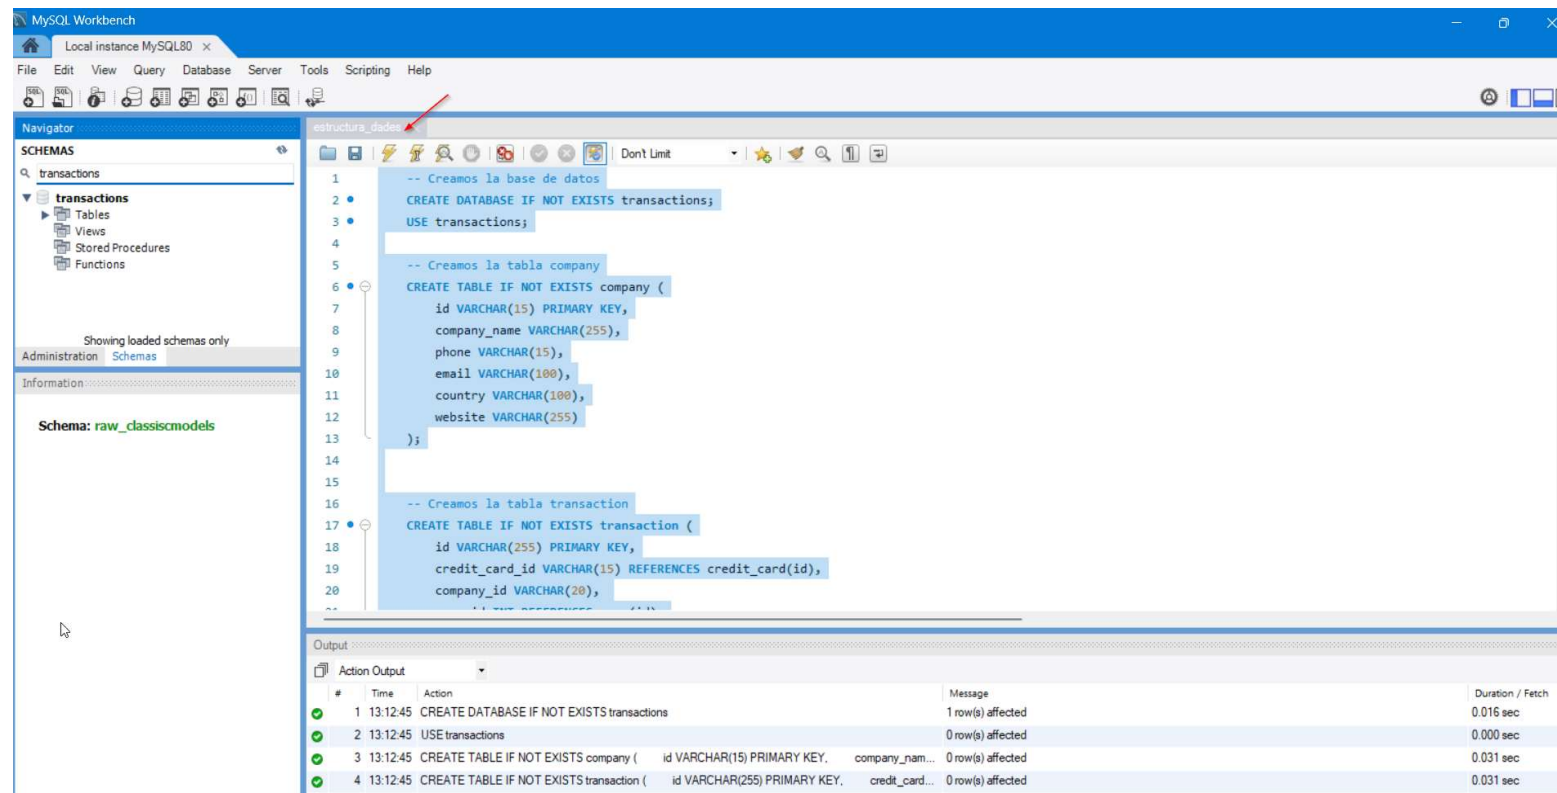 MySQL Workbench
Local instance MySQL80
File Edit View Query Database Server Tools Scripting Help
Navigator
SCHEMAS
transactions
transactions
Tables
Views
Stored Procedures
Functions
Showing loaded schemas only
Administration Schemas
Information
Schema: raw_classiscmodels
estructura_dades
Don't Limit
1 -- Creamos la base de datos
2 CREATE DATABASE IF NOT EXISTS transactions;
3 USE transactions;
4
5 -- Creamos la tabla company
6 CREATE TABLE IF NOT EXISTS company (
7 id VARCHAR(15) PRIMARY KEY,
8 company_name VARCHAR(255),
9 phone VARCHAR(15),
10 email VARCHAR(100),
11 country VARCHAR(100),
12 website VARCHAR(255)
13 );
14
15
16 -- Creamos la tabla transaction
17 CREATE TABLE IF NOT EXISTS transaction (
18 id VARCHAR(255) PRIMARY KEY,
19 credit_card_id VARCHAR(15) REFERENCES credit_card(id),
20 company_id VARCHAR(20),
Output
Action Output
# Time Action Message Duration / Fetch
1 13:12:45 CREATE DATABASE IF NOT EXISTS transactions 1 row(s) affected 0.016 sec
2 13:12:45 USE transactions 0 row(s) affected 0.000 sec
3 13:12:45 CREATE TABLE IF NOT EXISTS company ( id VARCHAR(15) PRIMARY KEY, company_nam... 0 row(s) affected 0.031 sec
4 13:12:45 CREATE TABLE IF NOT EXISTS transaction ( id VARCHAR(255) PRIMARY KEY, credit_card... 0 row(s) affected 0.031 sec